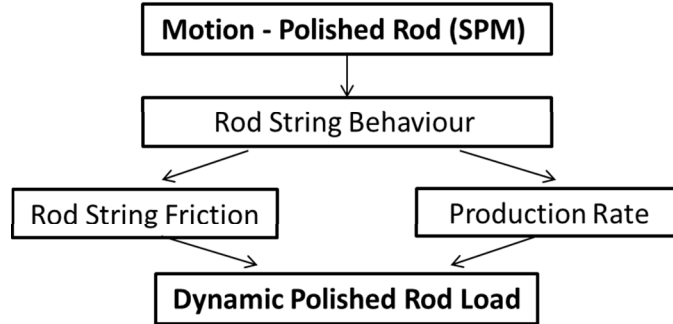 Motion - Polished Rod (SPM)
Rod String Behaviour
Rod String Friction
Production Rate
Dynamic Polished Rod Load